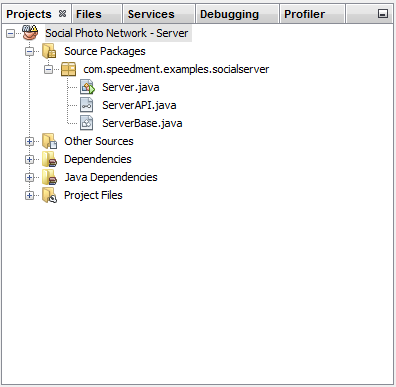 Projects Files Services Debugging Profiler
Social Photo Network - Server
Source Packages
com.speedment.examples.socialserver
Server.java
ServerAPI.java
ServerBase.java
Other Sources
Dependencies
Java Dependencies
Project Files